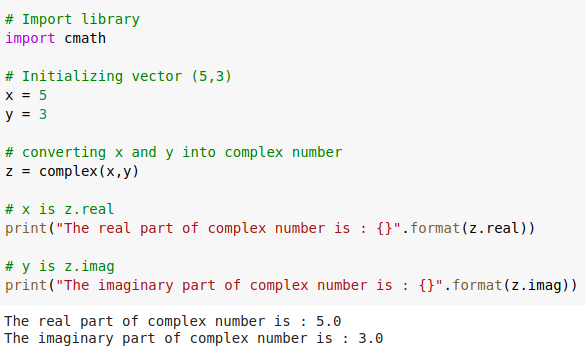 # Import library
import cmath
# Initializing vector (5,3)
x = 5
y = 3
# converting x and y into complex number
z = complex(x,y)
# x is z.real
print("The real part of complex number is : {}".format(z.real))
# y is z.imag
print("The imaginary part of complex number is : {}".format(z.imag))
The real part of complex number is : 5.0
The imaginary part of complex number is : 3.0